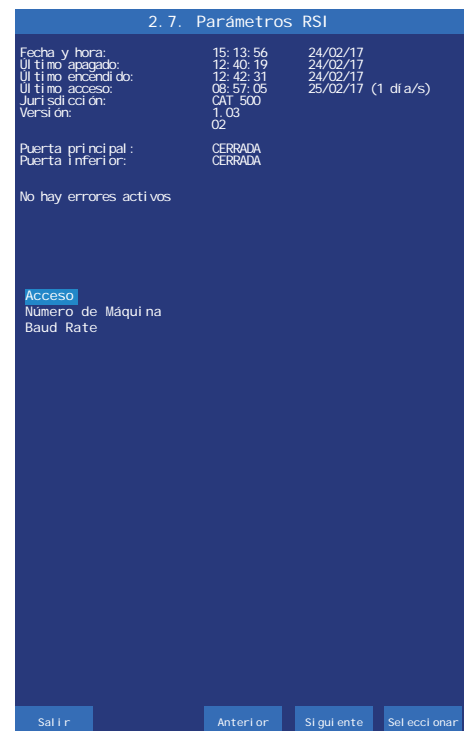 2.7. Parámetros RSI
Fecha y hora: 15:13:56 24/02/17
Último apagado: 12:40:19 24/02/17
Último encendido: 12:42:31 24/02/17
Último acceso: 08:57:05 25/02/17 (1 día/s)
Jurisdicción: CAT 500
Versión: 1.03
02
Puerta principal: CERRADA
Puerta inferior: CERRADA
No hay errores activos
Acceso
Número de Máquina
Baud Rate
Salir Anterior Siguiente Seleccionar